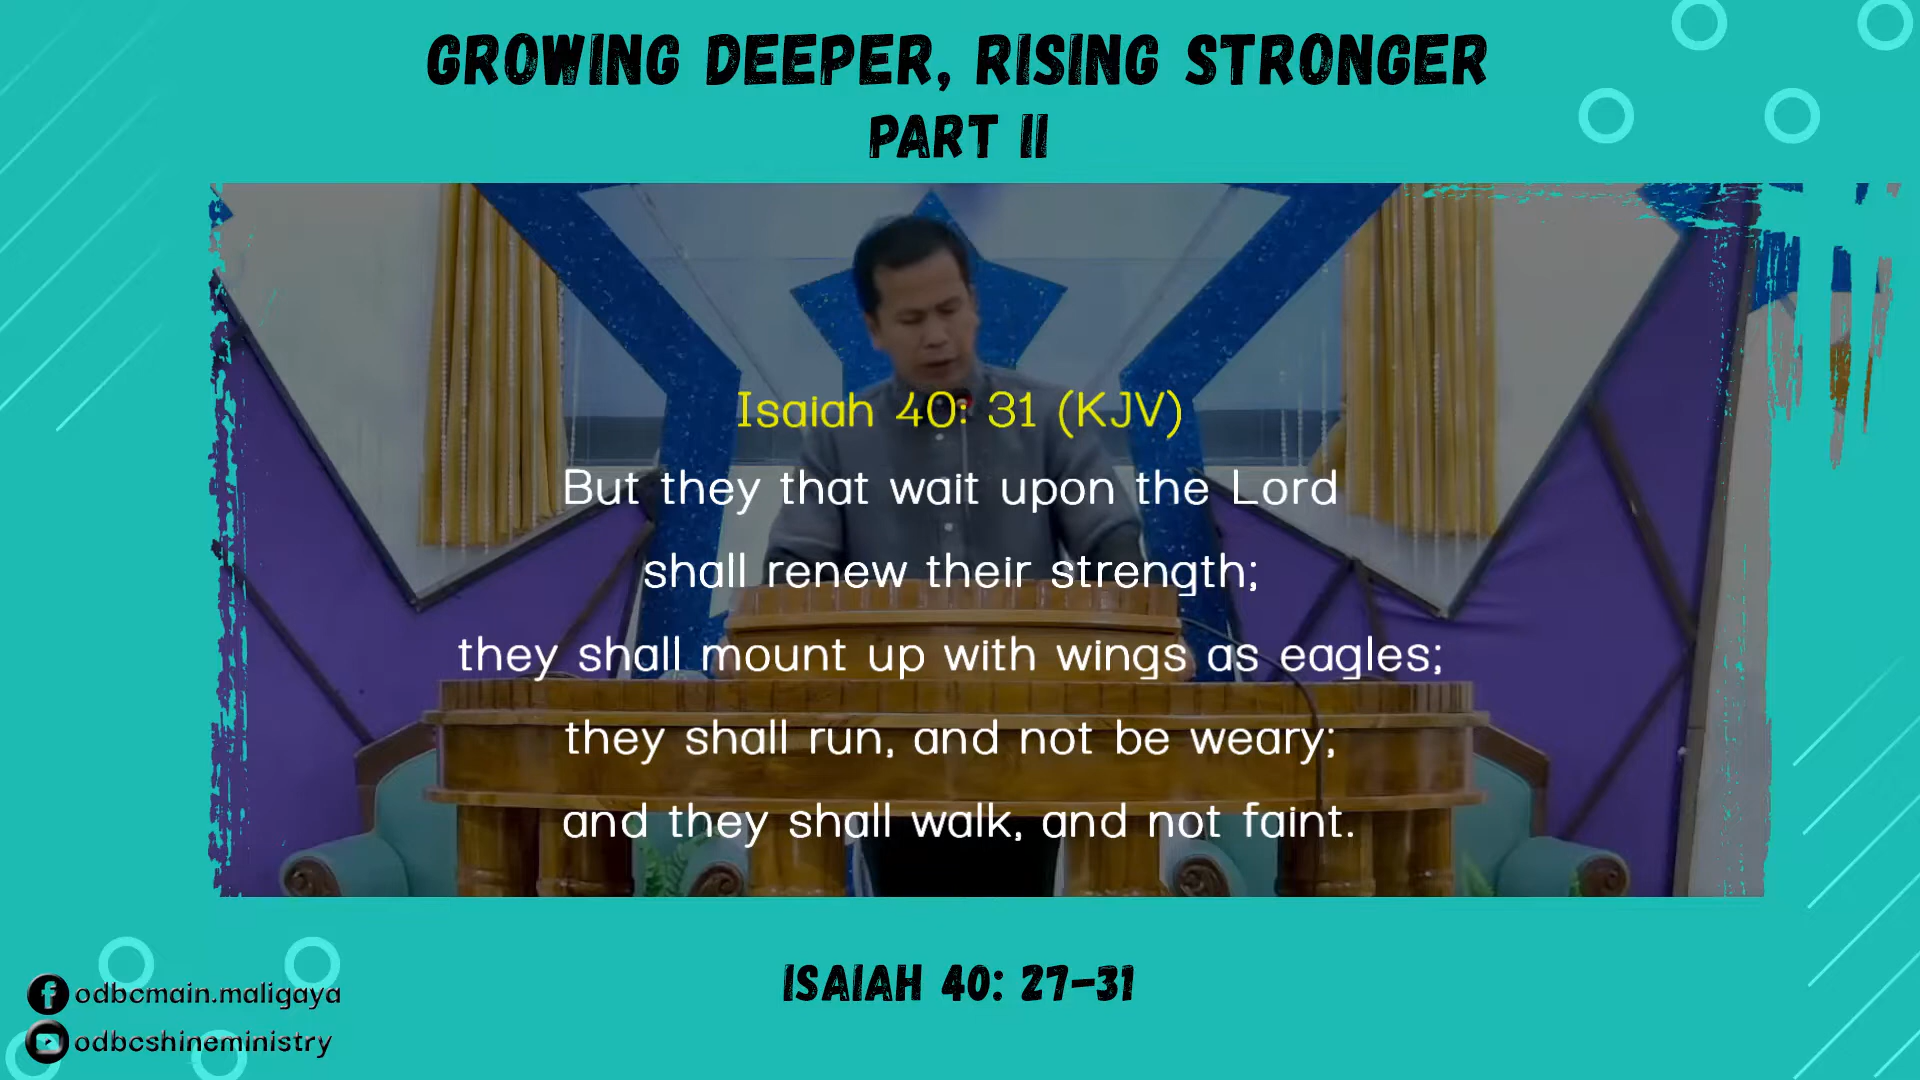 GROWING DEEPER, RISING STRONGER
PART II
Isaiah 40: 31 (KJV)
But they that wait upon the Lord
shall renew their strength;
they shall mount up with wings as eagles;
they shall run, and not be weary;
and they shall walk, and not faint.
ISAIAH 40: 27-31
odbcmain.maligaya
odbcshineministry